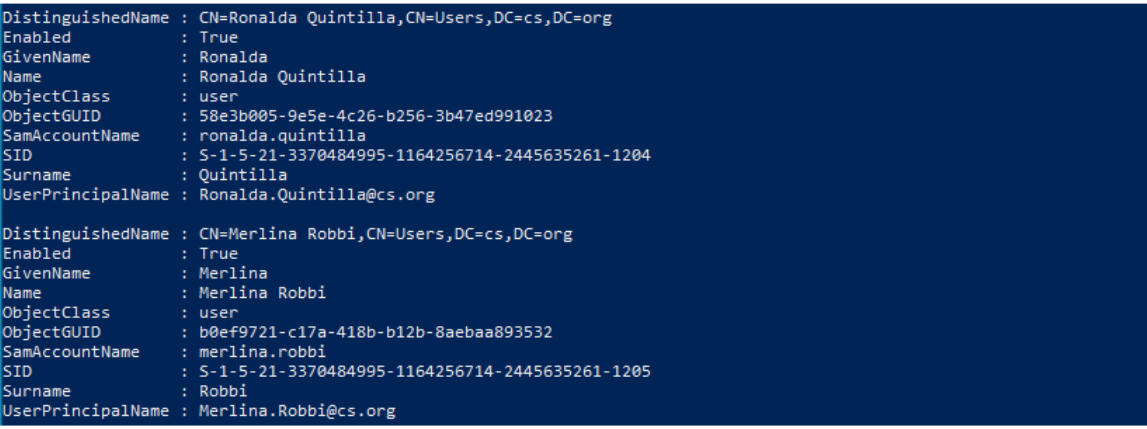 DistinguishedName : CN=Ronalda Quintilla,CN=Users,DC=cs,DC=org
Enabled           : True
GivenName         : Ronalda
Name              : Ronalda Quintilla
ObjectClass       : user
ObjectGUID        : 58e3b005-9e5e-4c26-b256-3b47ed991023
SamAccountName    : ronalda.quintilla
SID               : S-1-5-21-3370484995-1164256714-2445635261-1204
Surname           : Quintilla
UserPrincipalName : Ronalda.Quintilla@cs.org

DistinguishedName : CN=Merlina Robbi,CN=Users,DC=cs,DC=org
Enabled           : True
GivenName         : Merlina
Name              : Merlina Robbi
ObjectClass       : user
ObjectGUID        : b0ef9721-c17a-418b-b12b-8aebaa893532
SamAccountName    : merlina.robbi
SID               : S-1-5-21-3370484995-1164256714-2445635261-1205
Surname           : Robbi
UserPrincipalName : Merlina.Robbi@cs.org